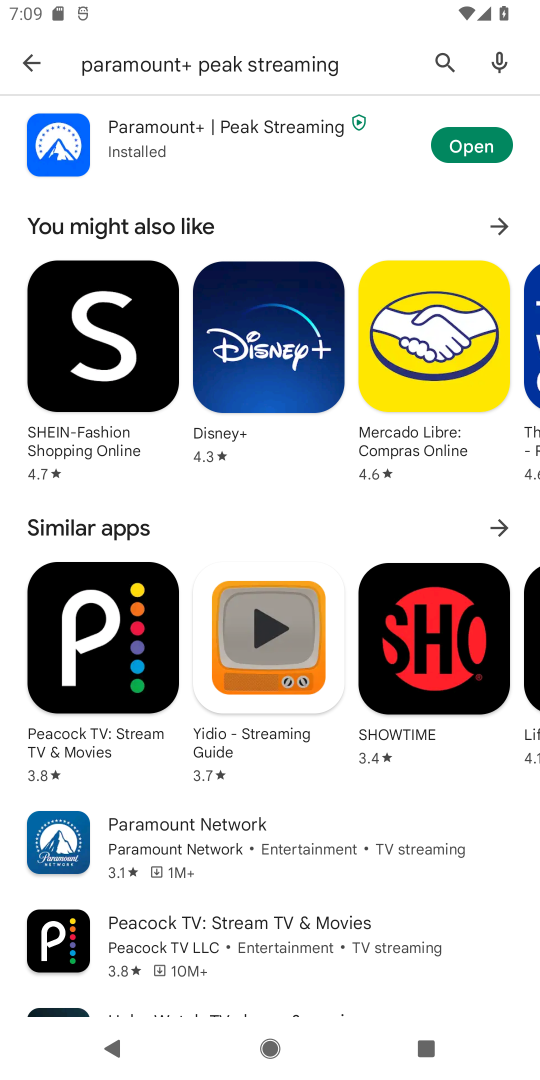 7:09
paramount+ peak streaming
Paramount+ | Peak Streaming
Installed
Open
You might also like
S
Disney+
SHEIN-Fashion
Shopping Online
4.7★
Disney+
4.3★
Mercado Libre:
Compras Online
4.6★
Th
4.6
Similar apps
P
SHO
Peacock TV: Stream
TV & Movies
3.8★
Yidio - Streaming
Guide
3.7★
SHOWTIME
3.4★
Lif
4.1
Paramount Network
Paramount Network • Entertainment • TV streaming
3.1★ 1M+
Peacock TV: Stream TV & Movies
Peacock TV LLC • Entertainment • TV streaming
3.8★ 10M+